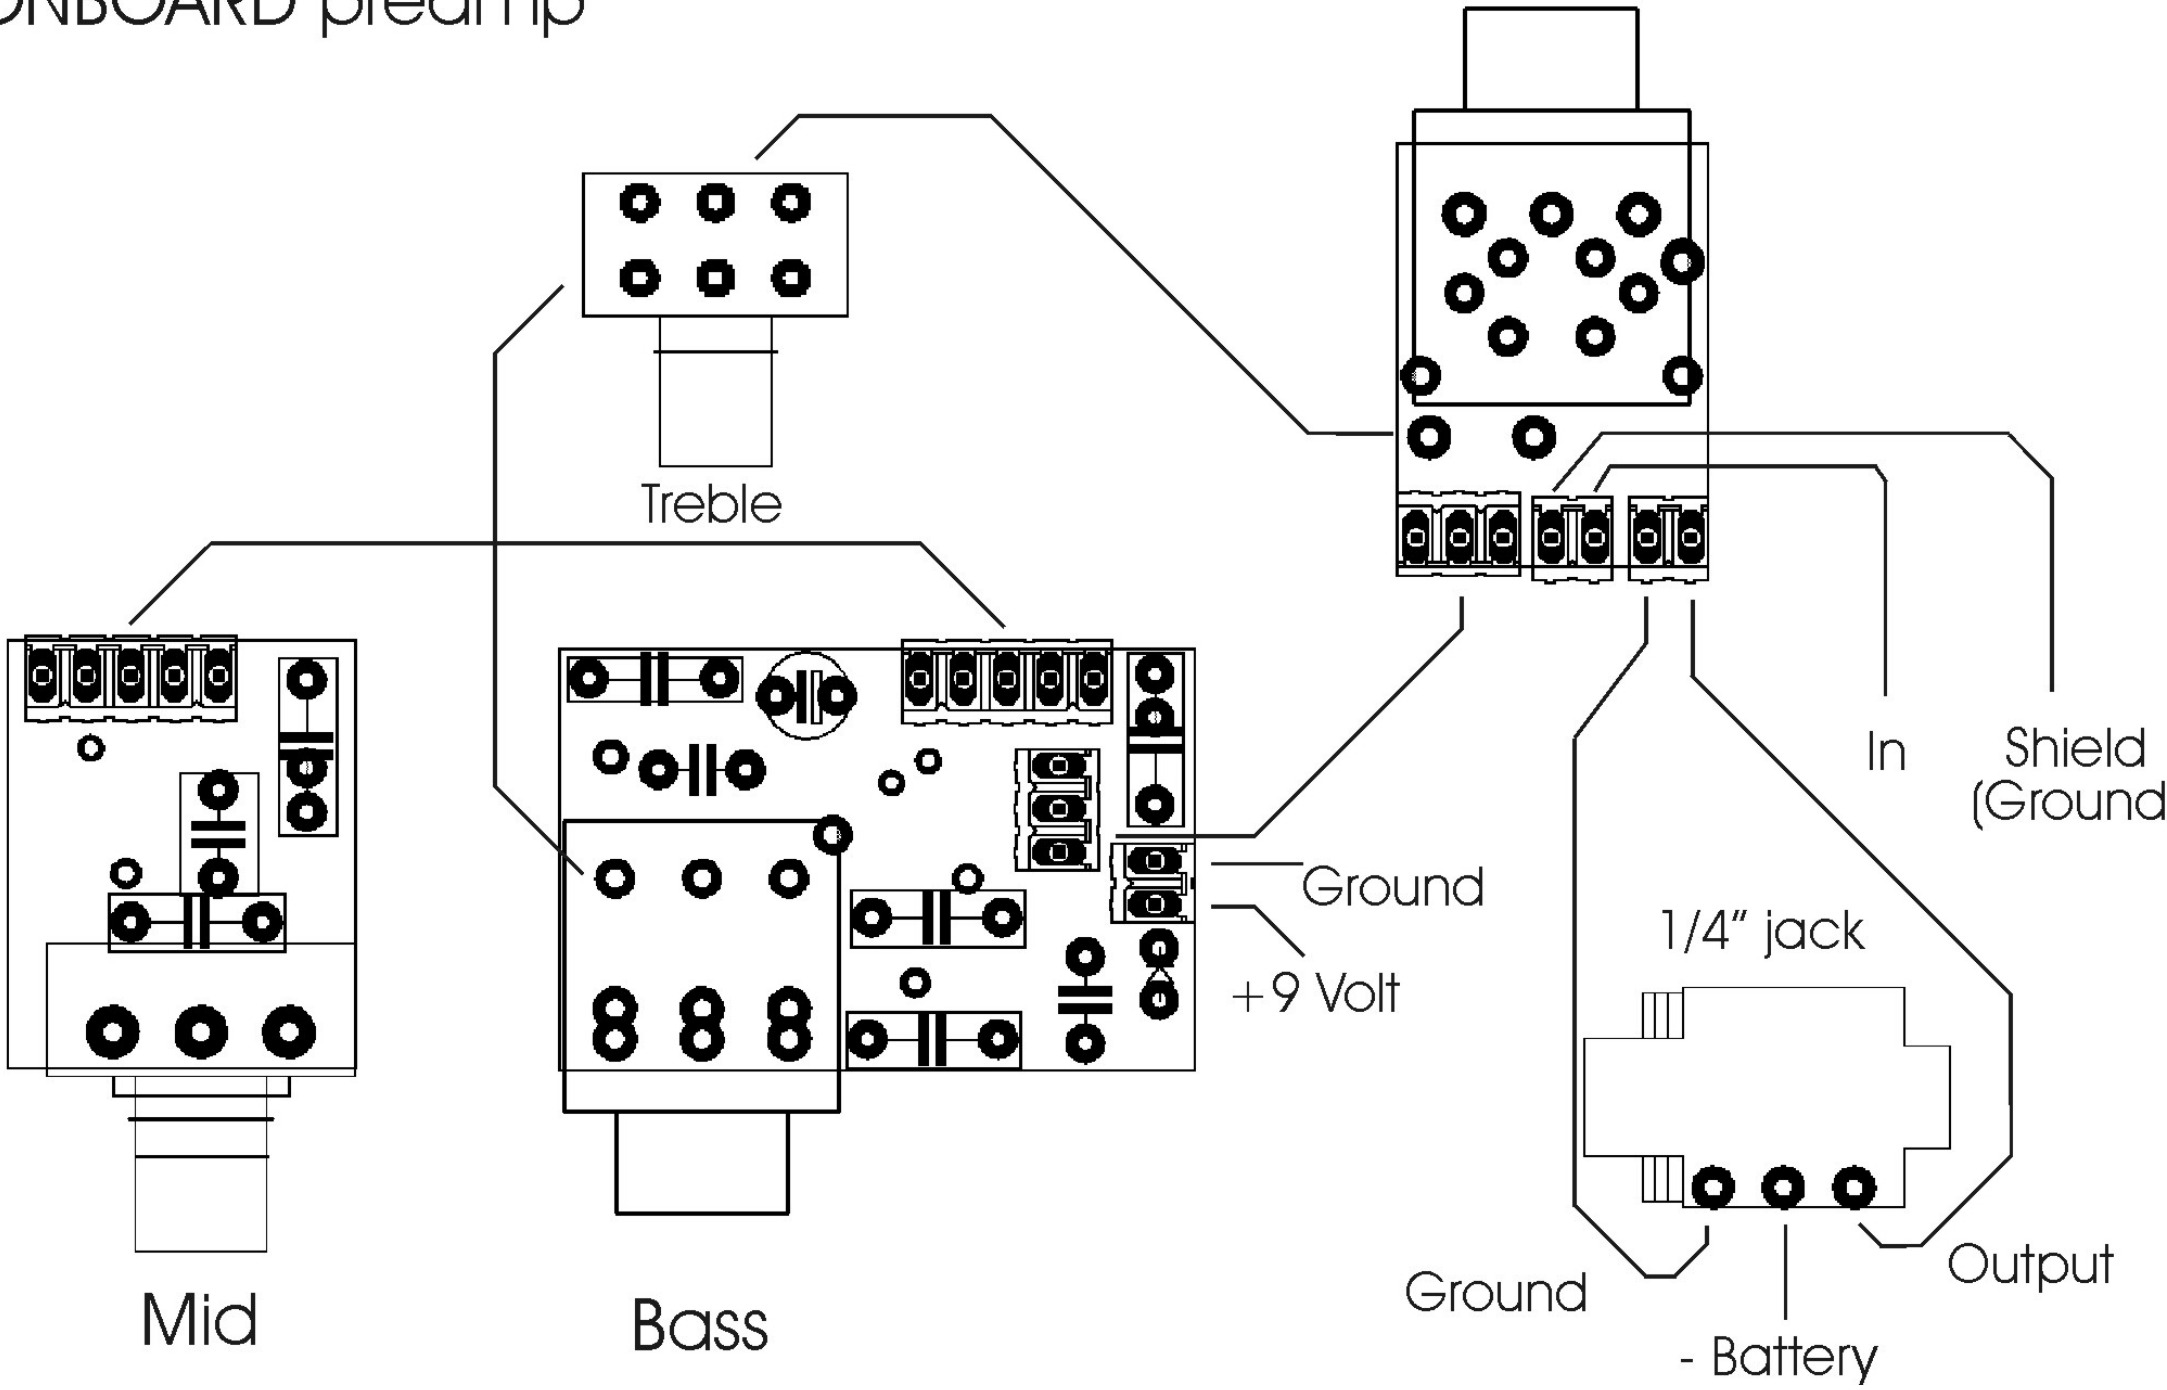 ONBOARD preamp
Treble
In
Shield
(Ground
Ground
+9 Volt
1/4” jack
Ground
Output
- Battery
Mid
Bass